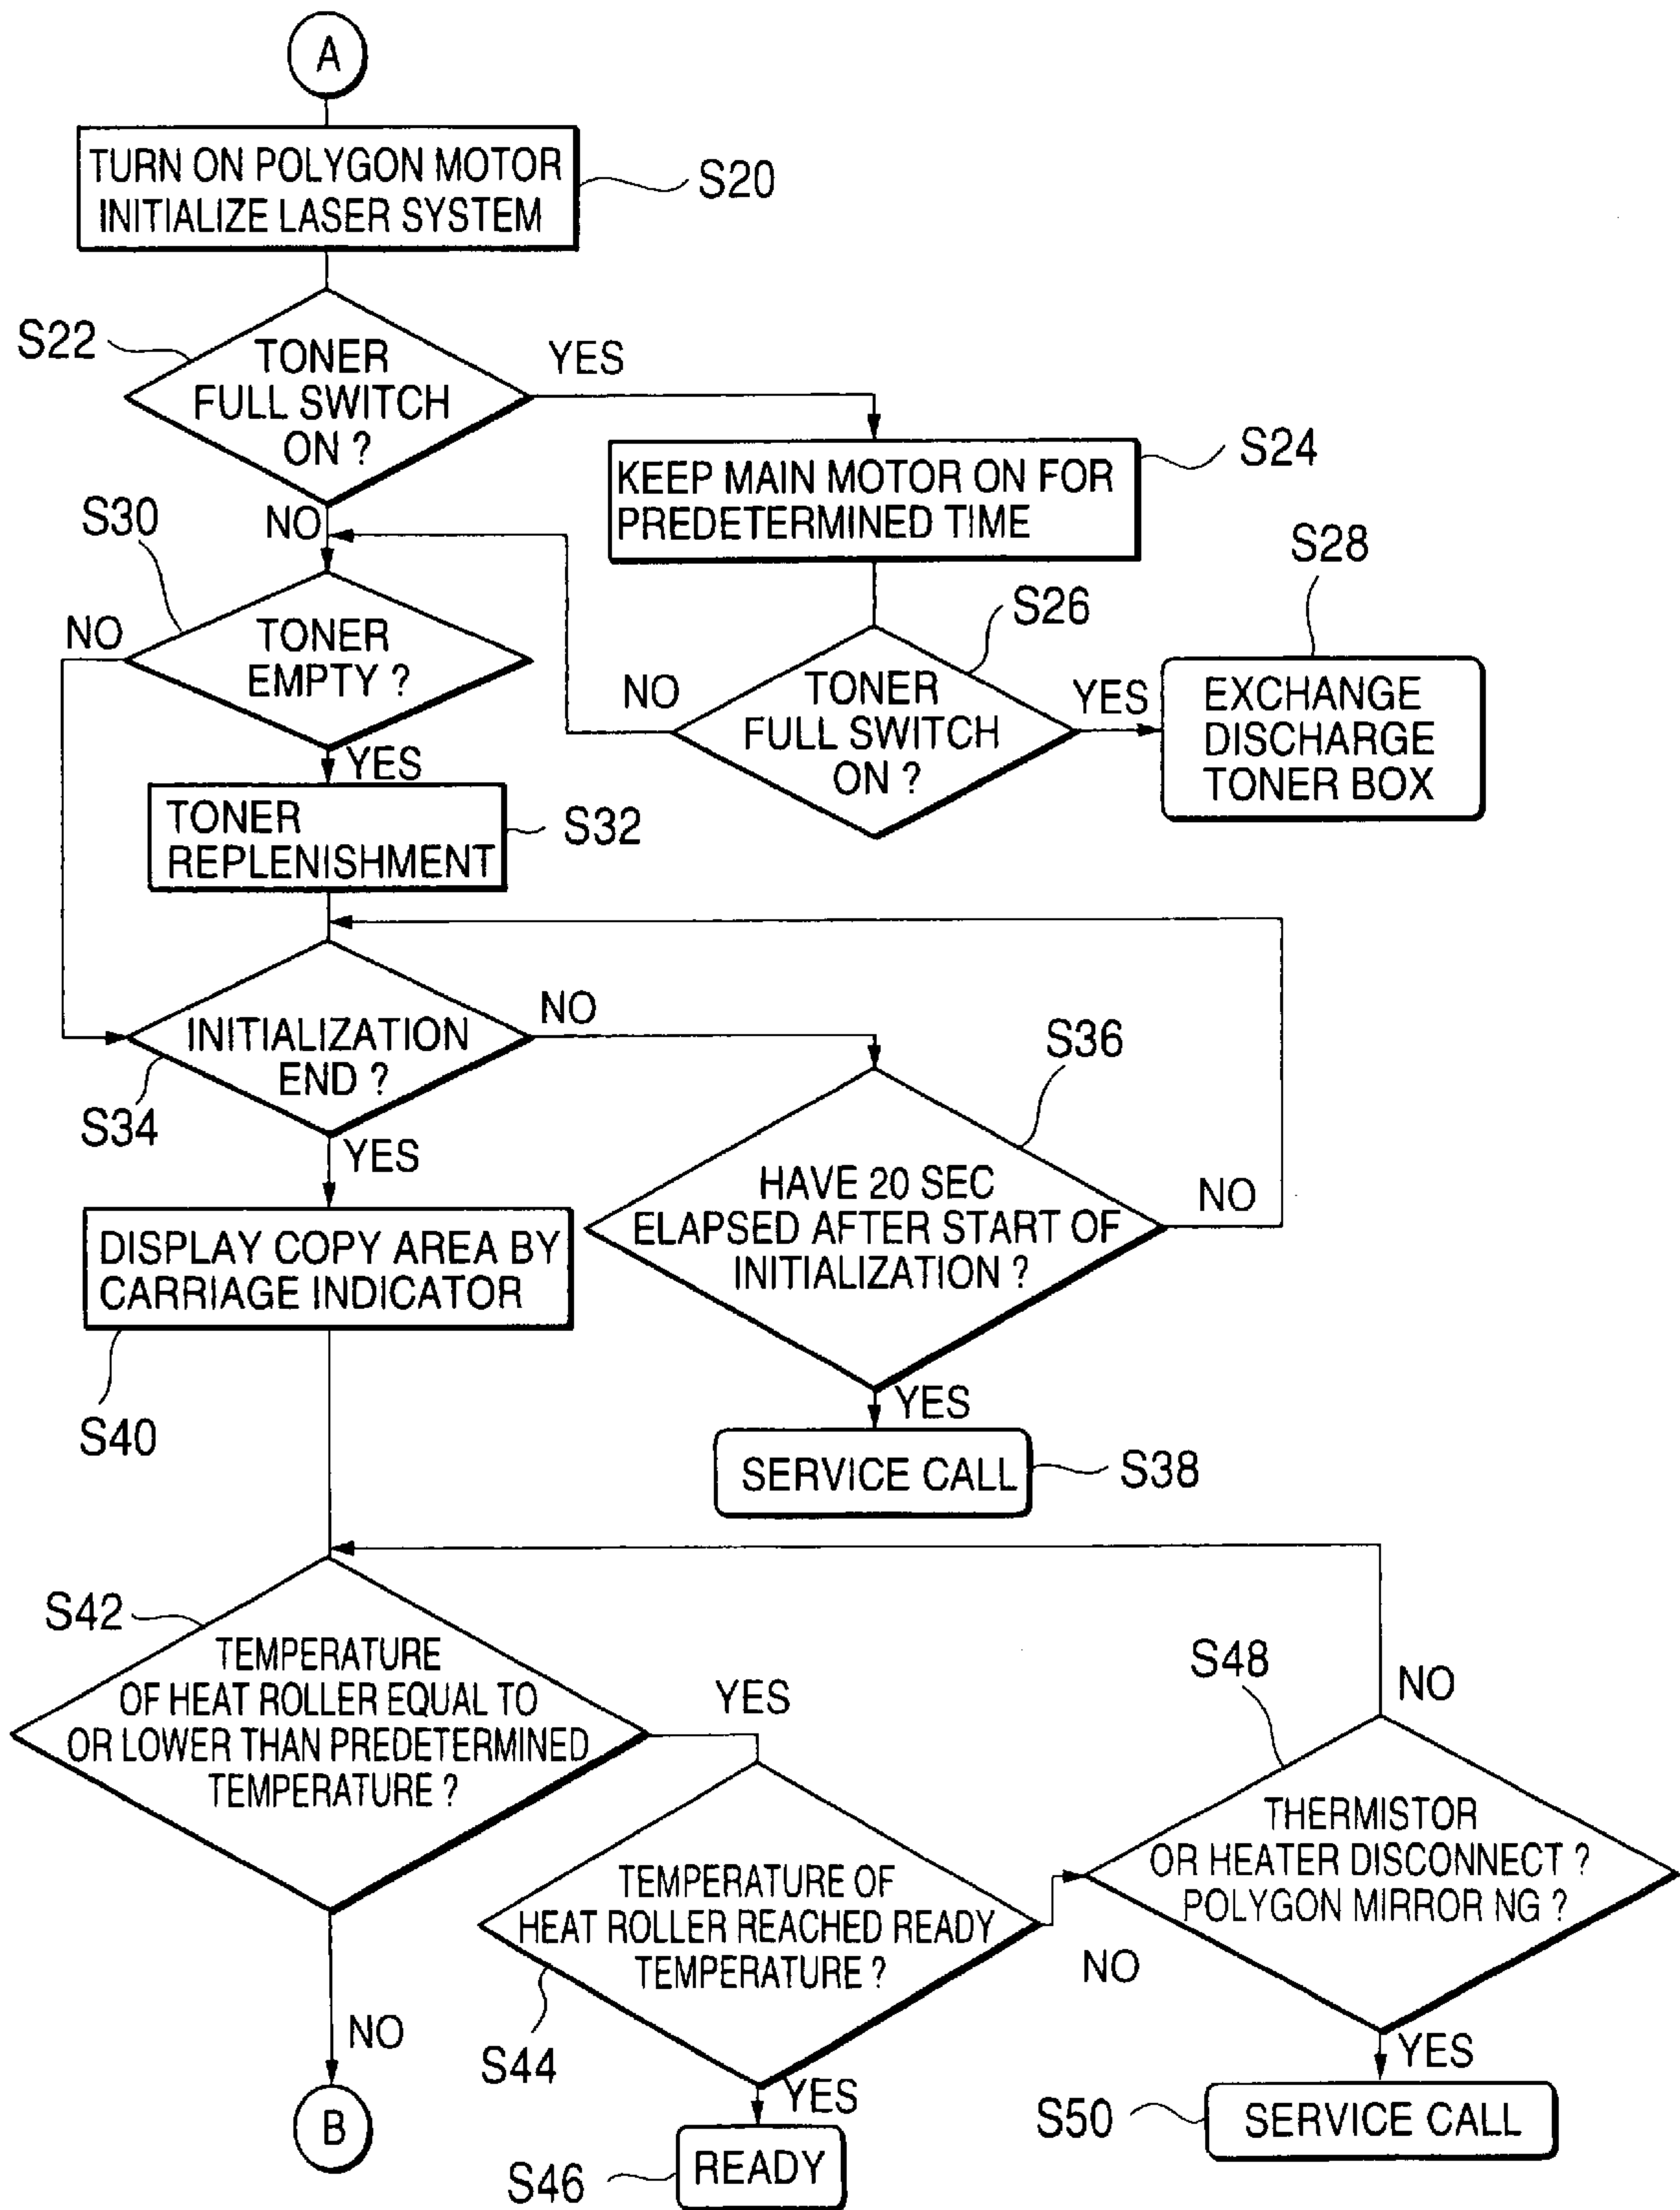 A
TURN ON POLYGON MOTOR
INITIALIZE LASER SYSTEM
S20
S22
TONER
FULL SWITCH
ON ?
YES
NO
KEEP MAIN MOTOR ON FOR
PREDETERMINED TIME
S24
S26
TONER
FULL SWITCH
ON ?
NO
YES
S28
EXCHANGE
DISCHARGE
TONER BOX
S30
NO
TONER
EMPTY ?
YES
TONER
REPLENISHMENT
S32
INITIALIZATION
END ?
S34
NO
YES
S36
HAVE 20 SEC
ELAPSED AFTER START OF
INITIALIZATION ?
NO
YES
SERVICE CALL
S38
DISPLAY COPY AREA BY
CARRIAGE INDICATOR
S40
S42
TEMPERATURE
OF HEAT ROLLER EQUAL TO
OR LOWER THAN PREDETERMINED
TEMPERATURE ?
YES
NO
B
TEMPERATURE OF
HEAT ROLLER REACHED READY
TEMPERATURE ?
S44
NO
YES
READY
S46
S48
NO
THERMISTOR
OR HEATER DISCONNECT ?
POLYGON MIRROR NG ?
YES
S50
SERVICE CALL